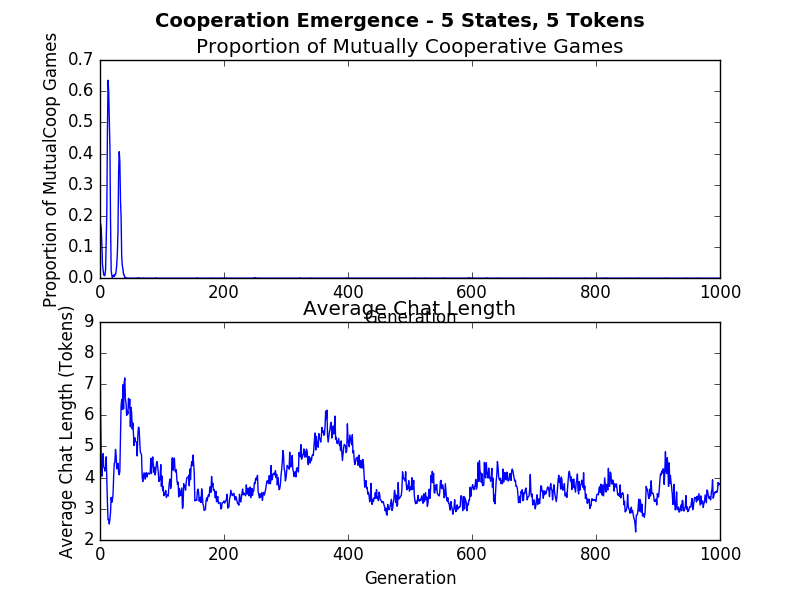 Cooperation Emergence - 5 States, 5 Tokens
Proportion of Mutually Cooperative Games
Proportion of MutualCoop Games
0.7
0.6
0.5
0.4
0.3
0.2
0.1
0.0
0 200 400 600 800 1000
Generation
Average Chat Length
Average Chat Length (Tokens)
9
8
7
6
5
4
3
2
0 200 400 600 800 1000
Generation